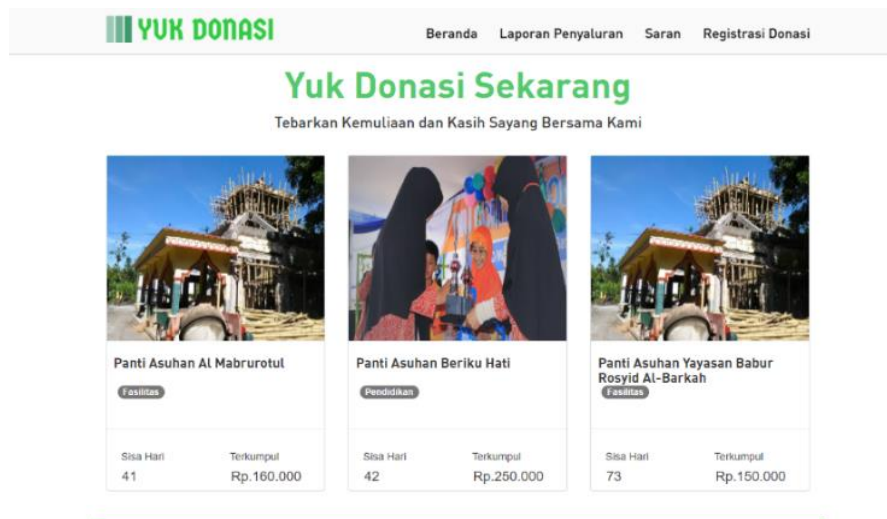 YUK DONASI
Beranda Laporan Penyaluran Saran Registrasi Donasi
Yuk Donasi Sekarang
Tebarkan Kemuliaan dan Kasih Sayang Bersama Kami
Panti Asuhan Al Mabrurotul
Fasilitas
Sisa Hari Terkumpul
41 Rp.160.000
Panti Asuhan Beriku Hati
Pendidikan
Sisa Hari Terkumpul
42 Rp.250.000
Panti Asuhan Yayasan Babur
Rosyid Al-Barkah
Fasilitas
Sisa Hari Terkumpul
73 Rp.150.000